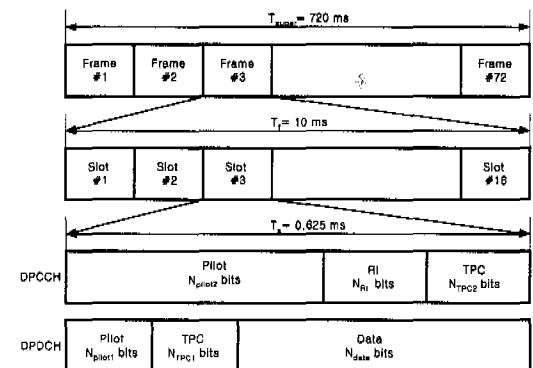 T_super = 720 ms
Frame #1
Frame #2
Frame #3
Frame #72
T_f = 10 ms
Slot #1
Slot #2
Slot #3
Slot #16
T_s = 0,625 ms
DPCCH
Pilot
N_pilot2 bits
RI
N_RI bits
TPC
N_TPC2 bits
DPDCH
Pilot
N_pilot1 bits
TPC
N_TPC1 bits
Data
N_data bits